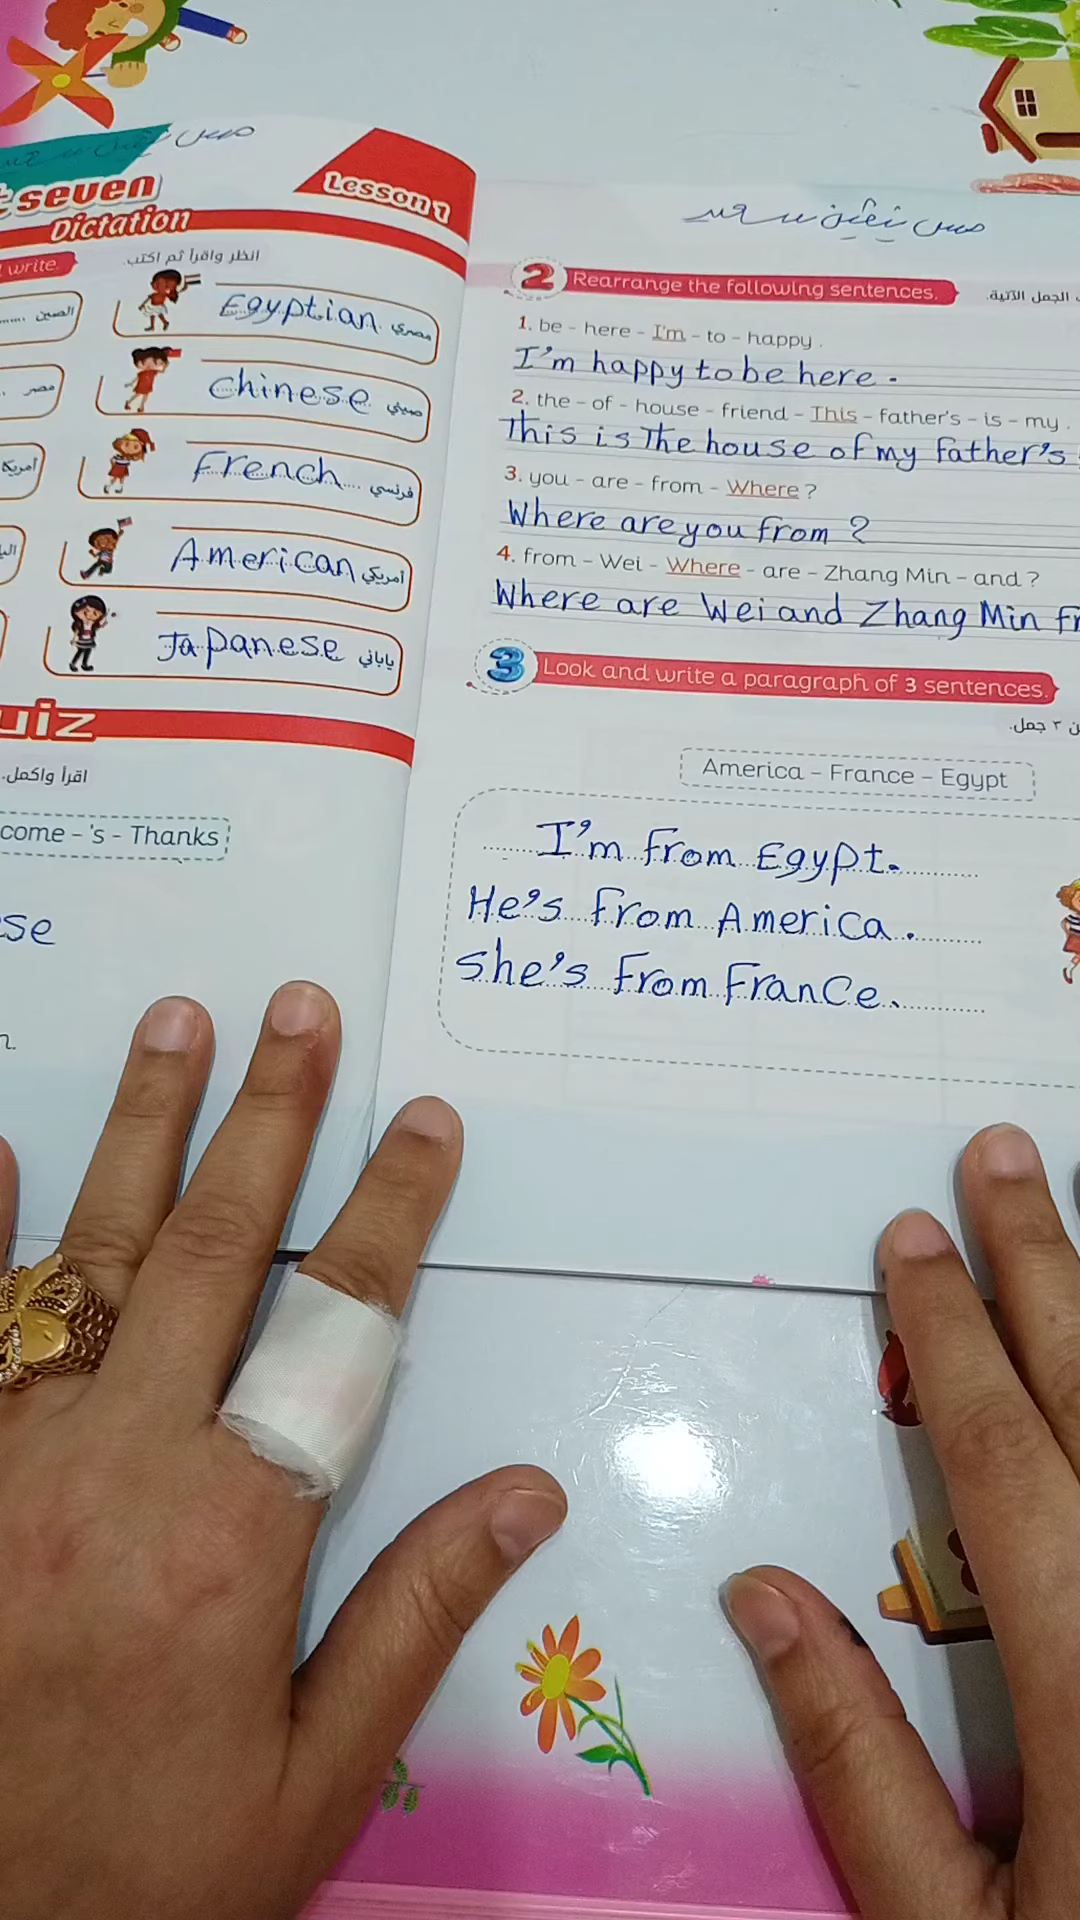 seven
Dictation
Lesson 1
write.
انظر واقرأ ثم اكتب.
الصين
Egyptian مصري
مصر
Chinese صيني
أمريكا
French فرنسي
American أمريكي
Japanese ياباني
اقرأ واكمل.
come - 's - Thanks
se
2 Rearrange the following sentences.
الجمل الآتية.
1. be - here - I'm - to - happy .
I'm happy to be here .
2. the - of - house - friend - This - father's - is - my .
This is The house of my father's
3. you - are - from - Where ?
Where are you from ?
4. from - Wei - Where - are - Zhang Min - and ?
Where are Wei and Zhang Min
3 Look and write a paragraph of 3 sentences.
٣ جمل.
America - France - Egypt
I'm from Egypt.
He's from America.
She's from France.